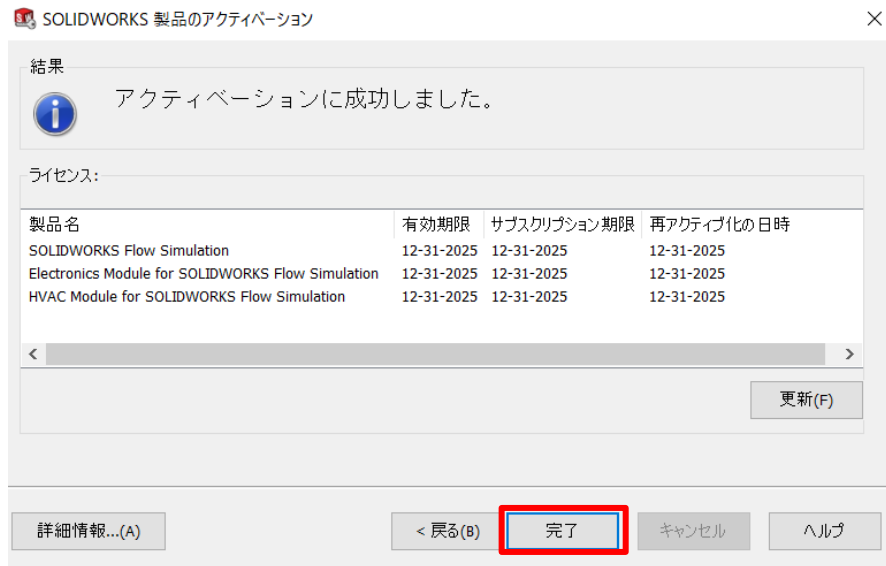 SOLIDWORKS 製品のアクティベーション
結果
アクティベーションに成功しました。
ライセンス:
製品名 有効期限 サブスクリプション期限 再アクティブ化の日時
SOLIDWORKS Flow Simulation 12-31-2025 12-31-2025 12-31-2025
Electronics Module for SOLIDWORKS Flow Simulation 12-31-2025 12-31-2025 12-31-2025
HVAC Module for SOLIDWORKS Flow Simulation 12-31-2025 12-31-2025 12-31-2025
更新(F)
詳細情報...(A) < 戻る(B) 完了 キャンセル ヘルプ